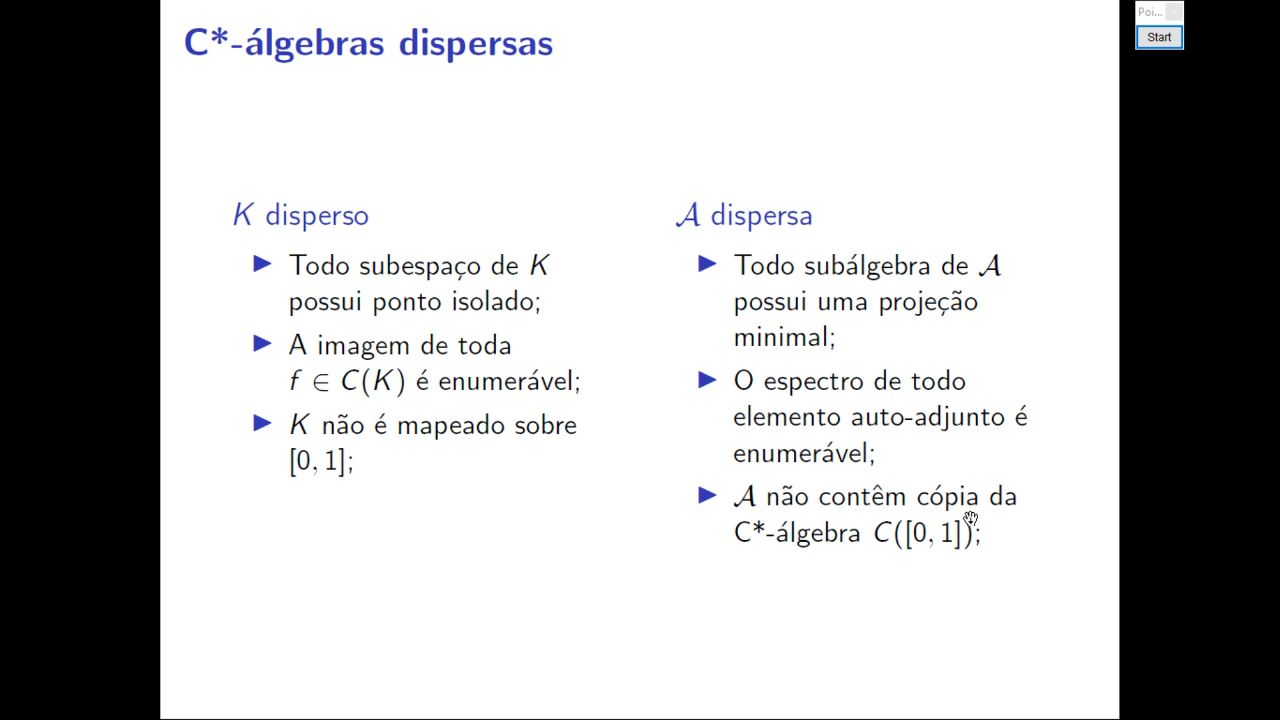 C*-álgebras dispersas
K disperso
▶ Todo subespaço de K
possui ponto isolado;
▶ A imagem de toda
f ∈ C(K) é enumerável;
▶ K não é mapeado sobre
[0, 1];
𝒜 dispersa
▶ Todo subálgebra de 𝒜
possui uma projeção
minimal;
▶ O espectro de todo
elemento auto-adjunto é
enumerável;
▶ 𝒜 não contêm cópia da
C*-álgebra C([0, 1]);
Poi...
Start